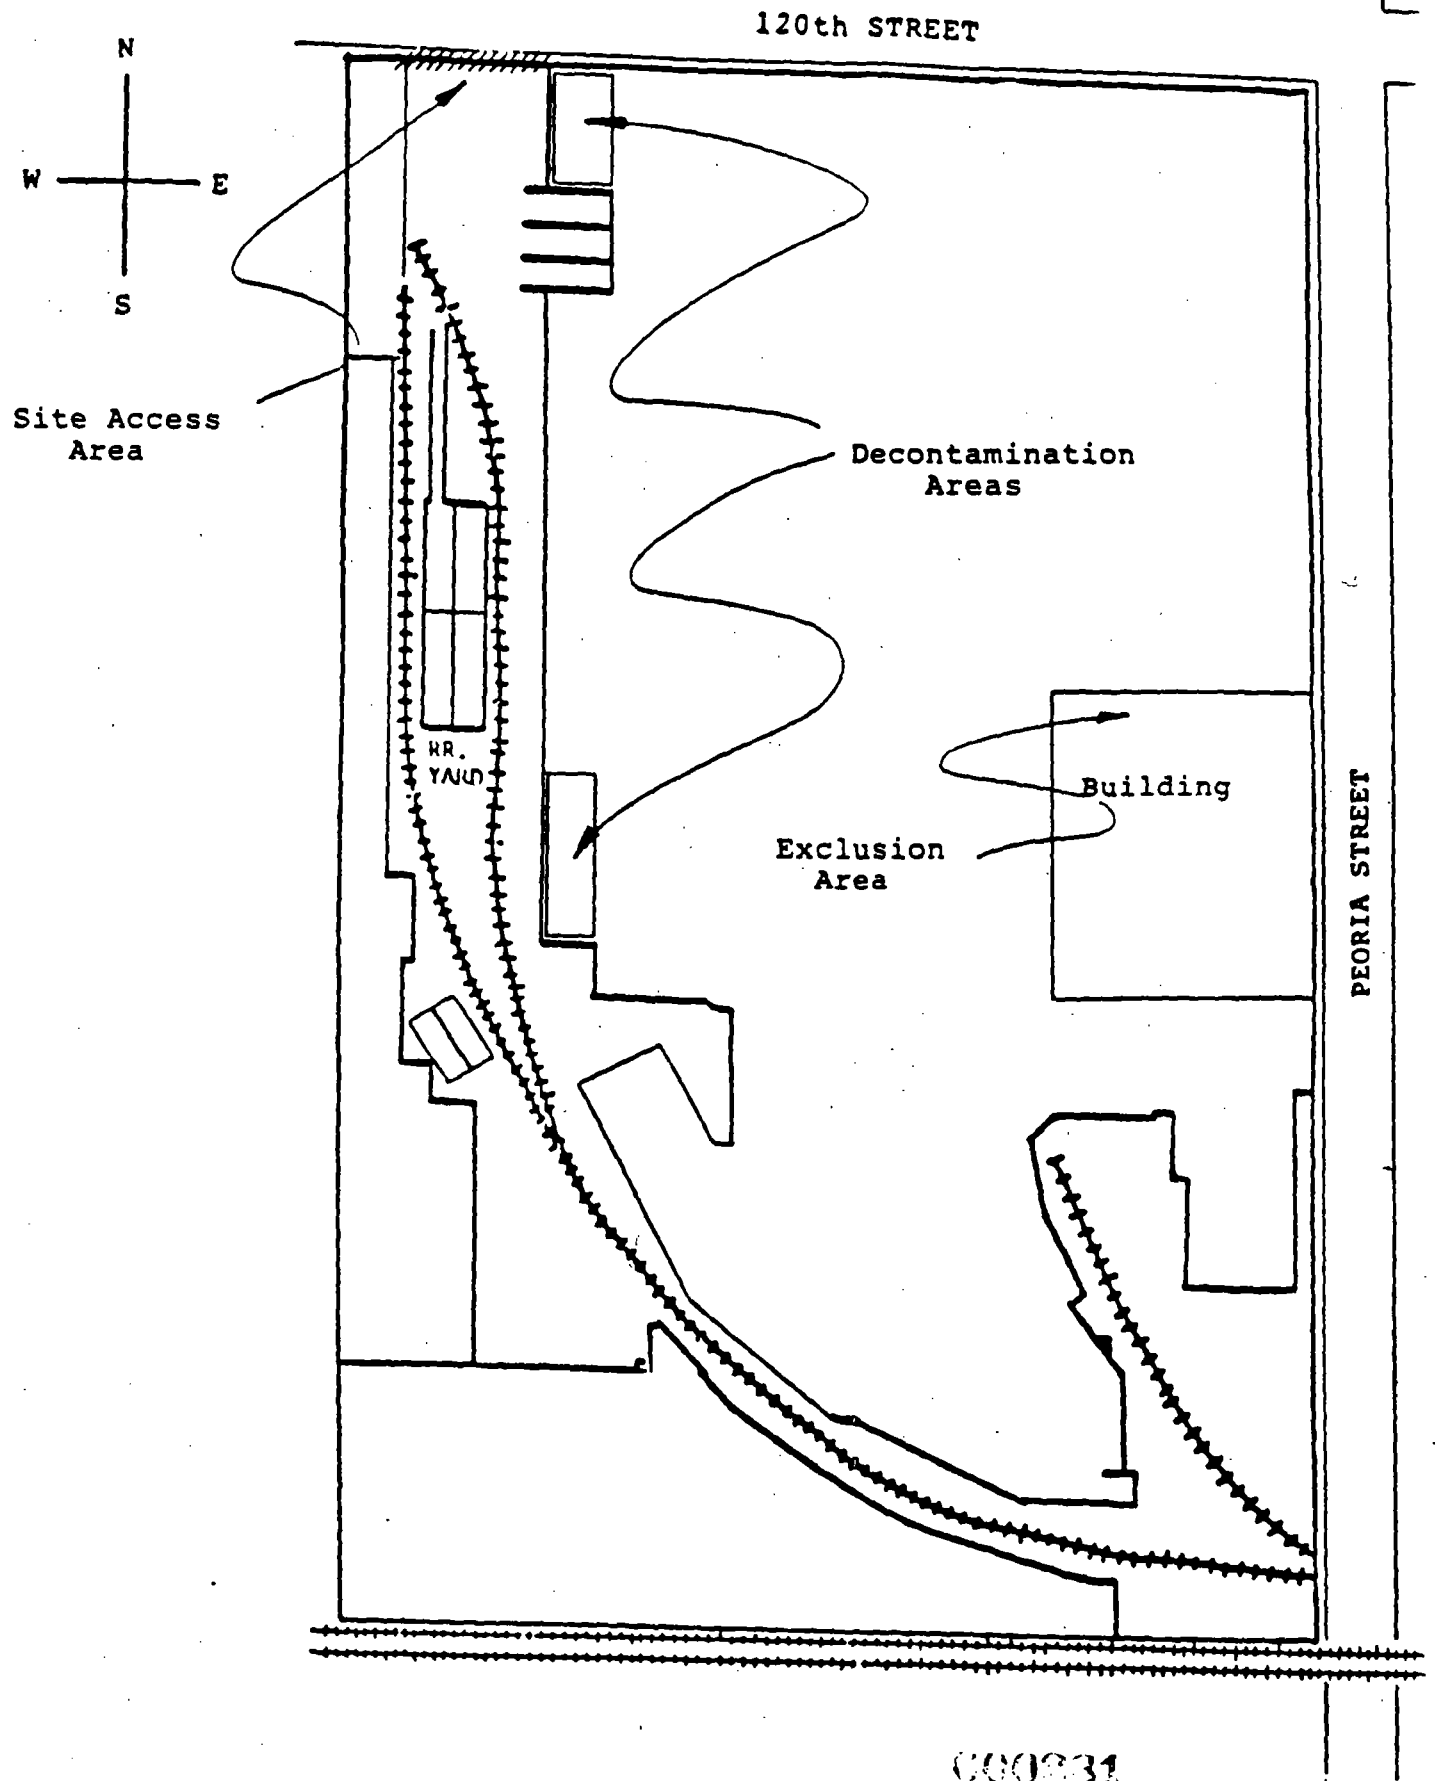 120th STREET
N
W
E
S
Site Access
Area
Decontamination
Areas
RR.
YARD
Building
Exclusion
Area
PEORIA STREET